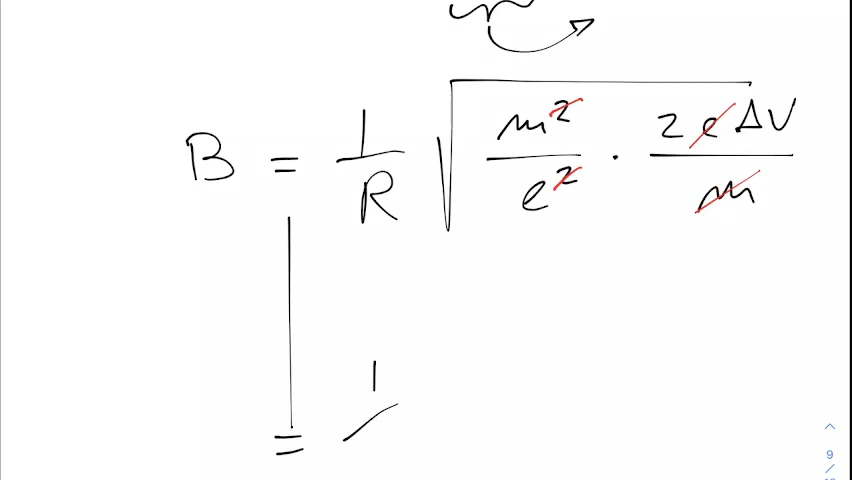 B = 1/R √(m²/e² · 2eΔV/m)
= 1/
9
/